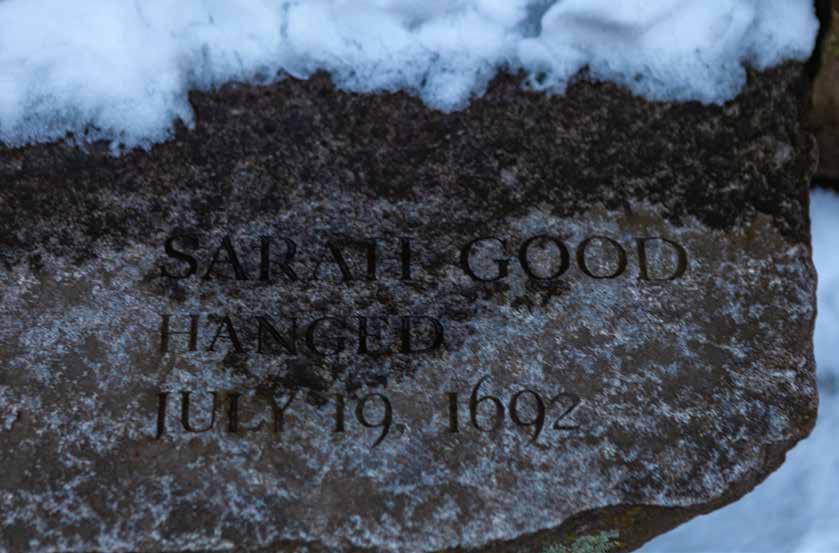 SARAH GOOD
HANGED
JULY 19, 1692